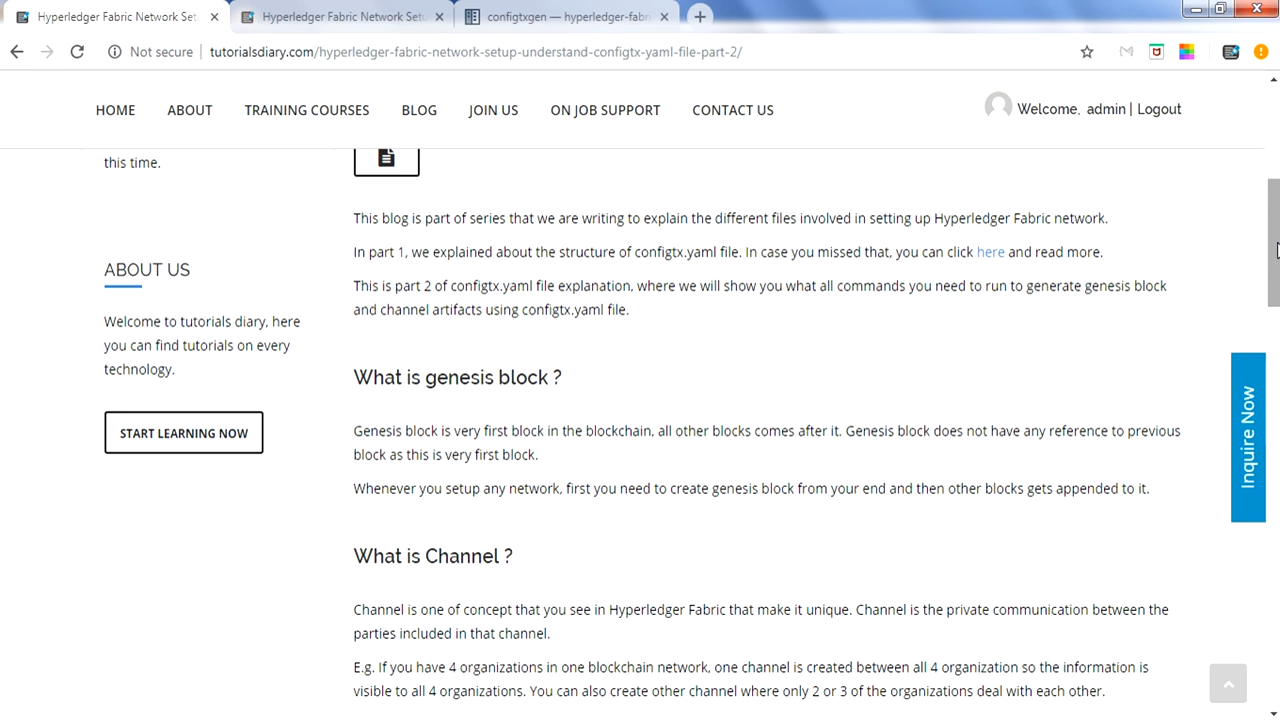 Hyperledger Fabric Network Set
Hyperledger Fabric Network Setu
configtxgen — hyperledger-fabri
Not secure | tutorialsdiary.com/hyperledger-fabric-network-setup-understand-configtx-yaml-file-part-2/
HOME ABOUT TRAINING COURSES BLOG JOIN US ON JOB SUPPORT CONTACT US Welcome, admin | Logout
this time.
ABOUT US
Welcome to tutorials diary, here
you can find tutorials on every
technology.
START LEARNING NOW
This blog is part of series that we are writing to explain the different files involved in setting up Hyperledger Fabric network.
In part 1, we explained about the structure of configtx.yaml file. In case you missed that, you can click here and read more.
This is part 2 of configtx.yaml file explanation, where we will show you what all commands you need to run to generate genesis block
and channel artifacts using configtx.yaml file.
What is genesis block ?
Genesis block is very first block in the blockchain, all other blocks comes after it. Genesis block does not have any reference to previous
block as this is very first block.
Whenever you setup any network, first you need to create genesis block from your end and then other blocks gets appended to it.
What is Channel ?
Channel is one of concept that you see in Hyperledger Fabric that make it unique. Channel is the private communication between the
parties included in that channel.
E.g. If you have 4 organizations in one blockchain network, one channel is created between all 4 organization so the information is
visible to all 4 organizations. You can also create other channel where only 2 or 3 of the organizations deal with each other.
Inquire Now